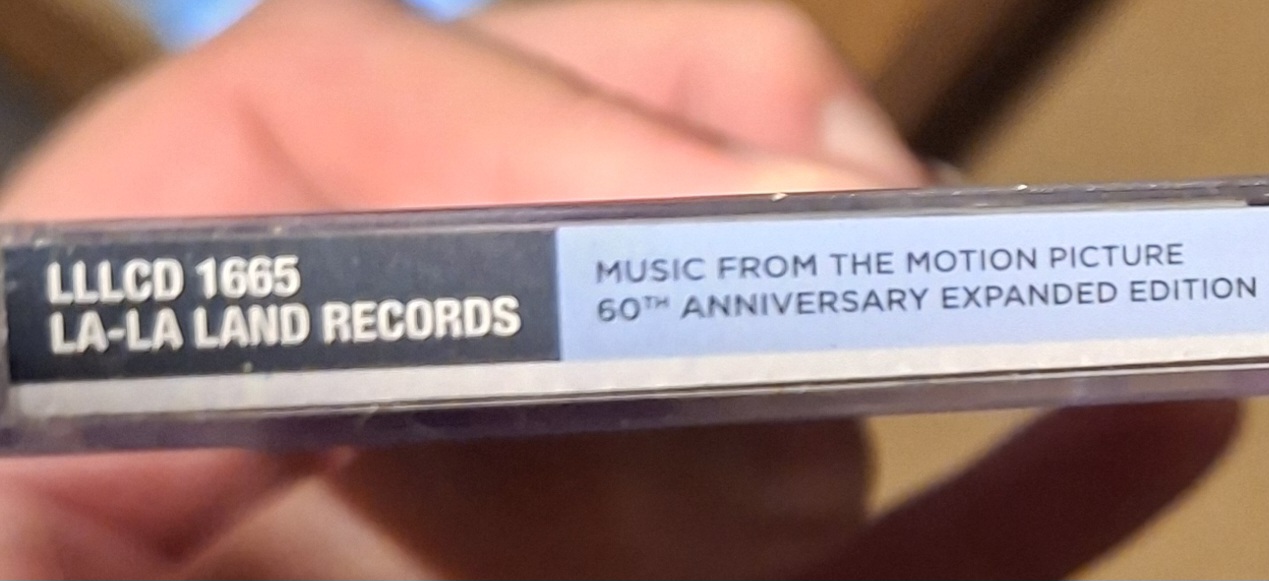 LLLCD 1665
LA-LA LAND RECORDS
MUSIC FROM THE MOTION PICTURE
60TH ANNIVERSARY EXPANDED EDITION